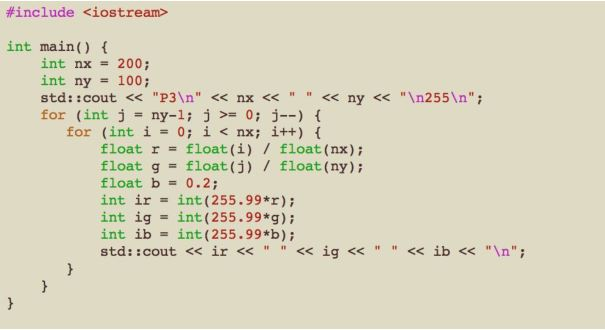 #include <iostream>

int main() {
    int nx = 200;
    int ny = 100;
    std::cout << "P3\n" << nx << " " << ny << "\n255\n";
    for (int j = ny-1; j >= 0; j--) {
        for (int i = 0; i < nx; i++) {
            float r = float(i) / float(nx);
            float g = float(j) / float(ny);
            float b = 0.2;
            int ir = int(255.99*r);
            int ig = int(255.99*g);
            int ib = int(255.99*b);
            std::cout << ir << " " << ig << " " << ib << "\n";
        }
    }
}